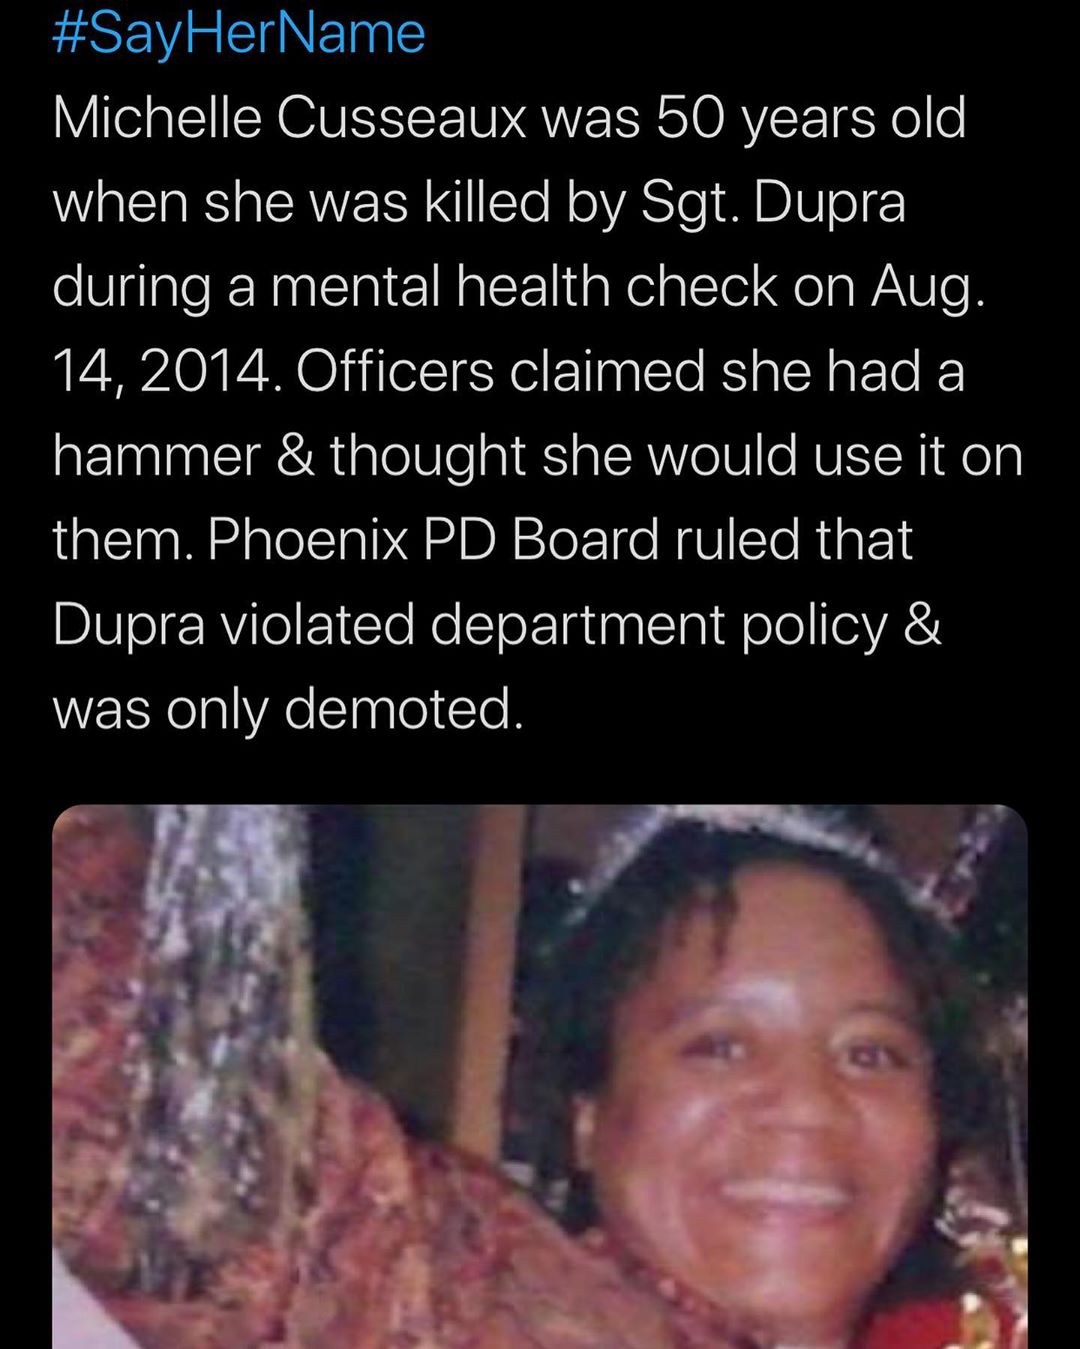 #SayHerName
Michelle Cusseaux was 50 years old
when she was killed by Sgt. Dupra
during a mental health check on Aug.
14, 2014. Officers claimed she had a
hammer & thought she would use it on
them. Phoenix PD Board ruled that
Dupra violated department policy &
was only demoted.